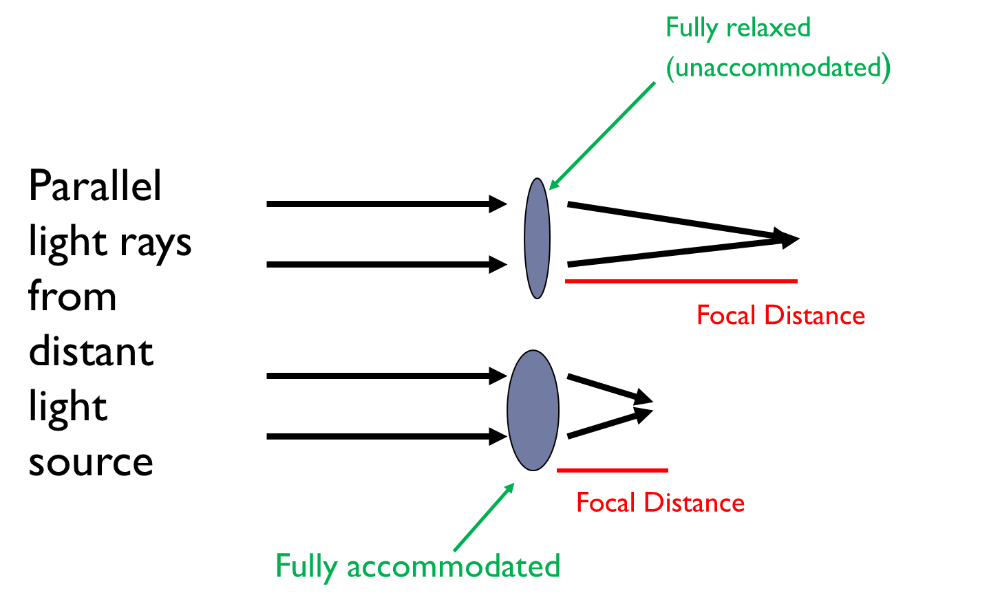 Fully relaxed
(unaccommodated)
Parallel
light rays
from
distant
light
source
Focal Distance
Focal Distance
Fully accommodated